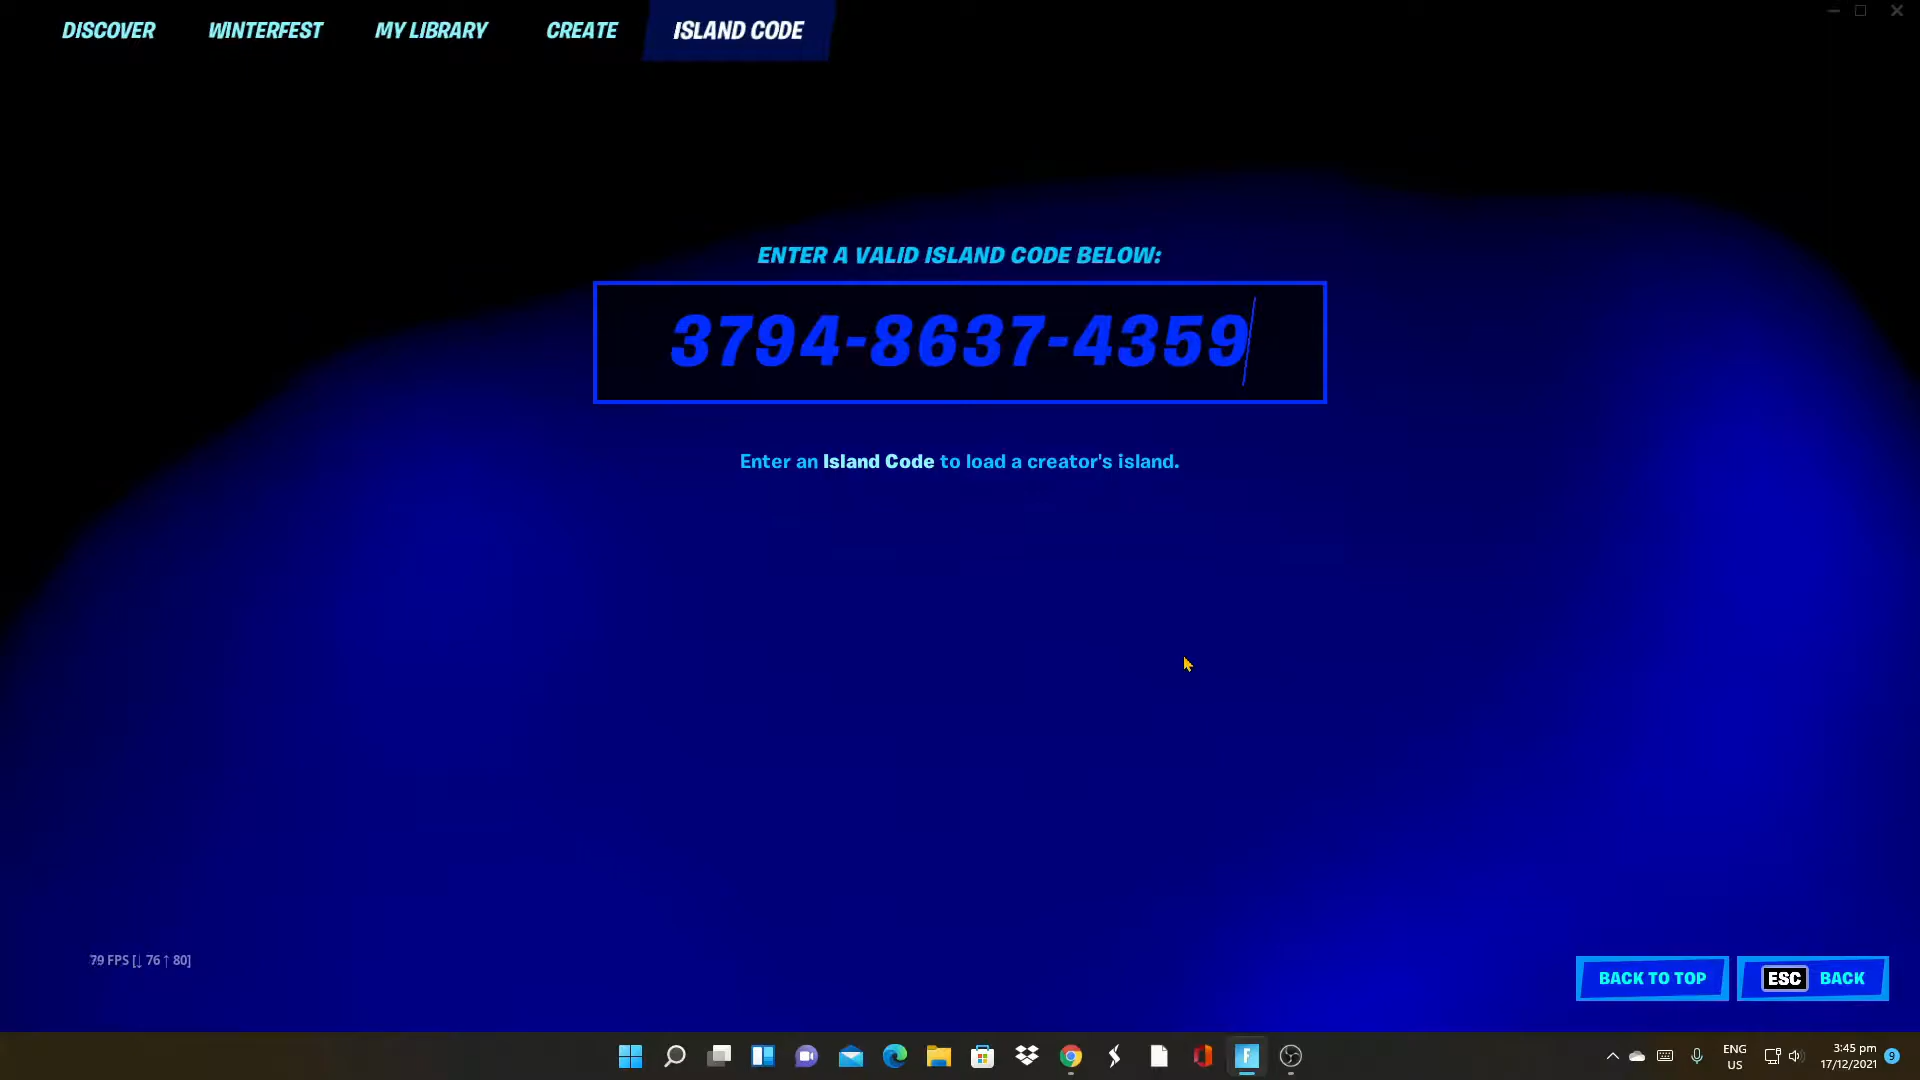 DISCOVER
WINTERFEST
MY LIBRARY
CREATE
ISLAND CODE
ENTER A VALID ISLAND CODE BELOW:
3794-8637-4359
Enter an Island Code to load a creator's island.
79 FPS [↓ 76 ↑ 80]
BACK TO TOP
ESC BACK
ENG
US
3:45 pm
17/12/2021
9